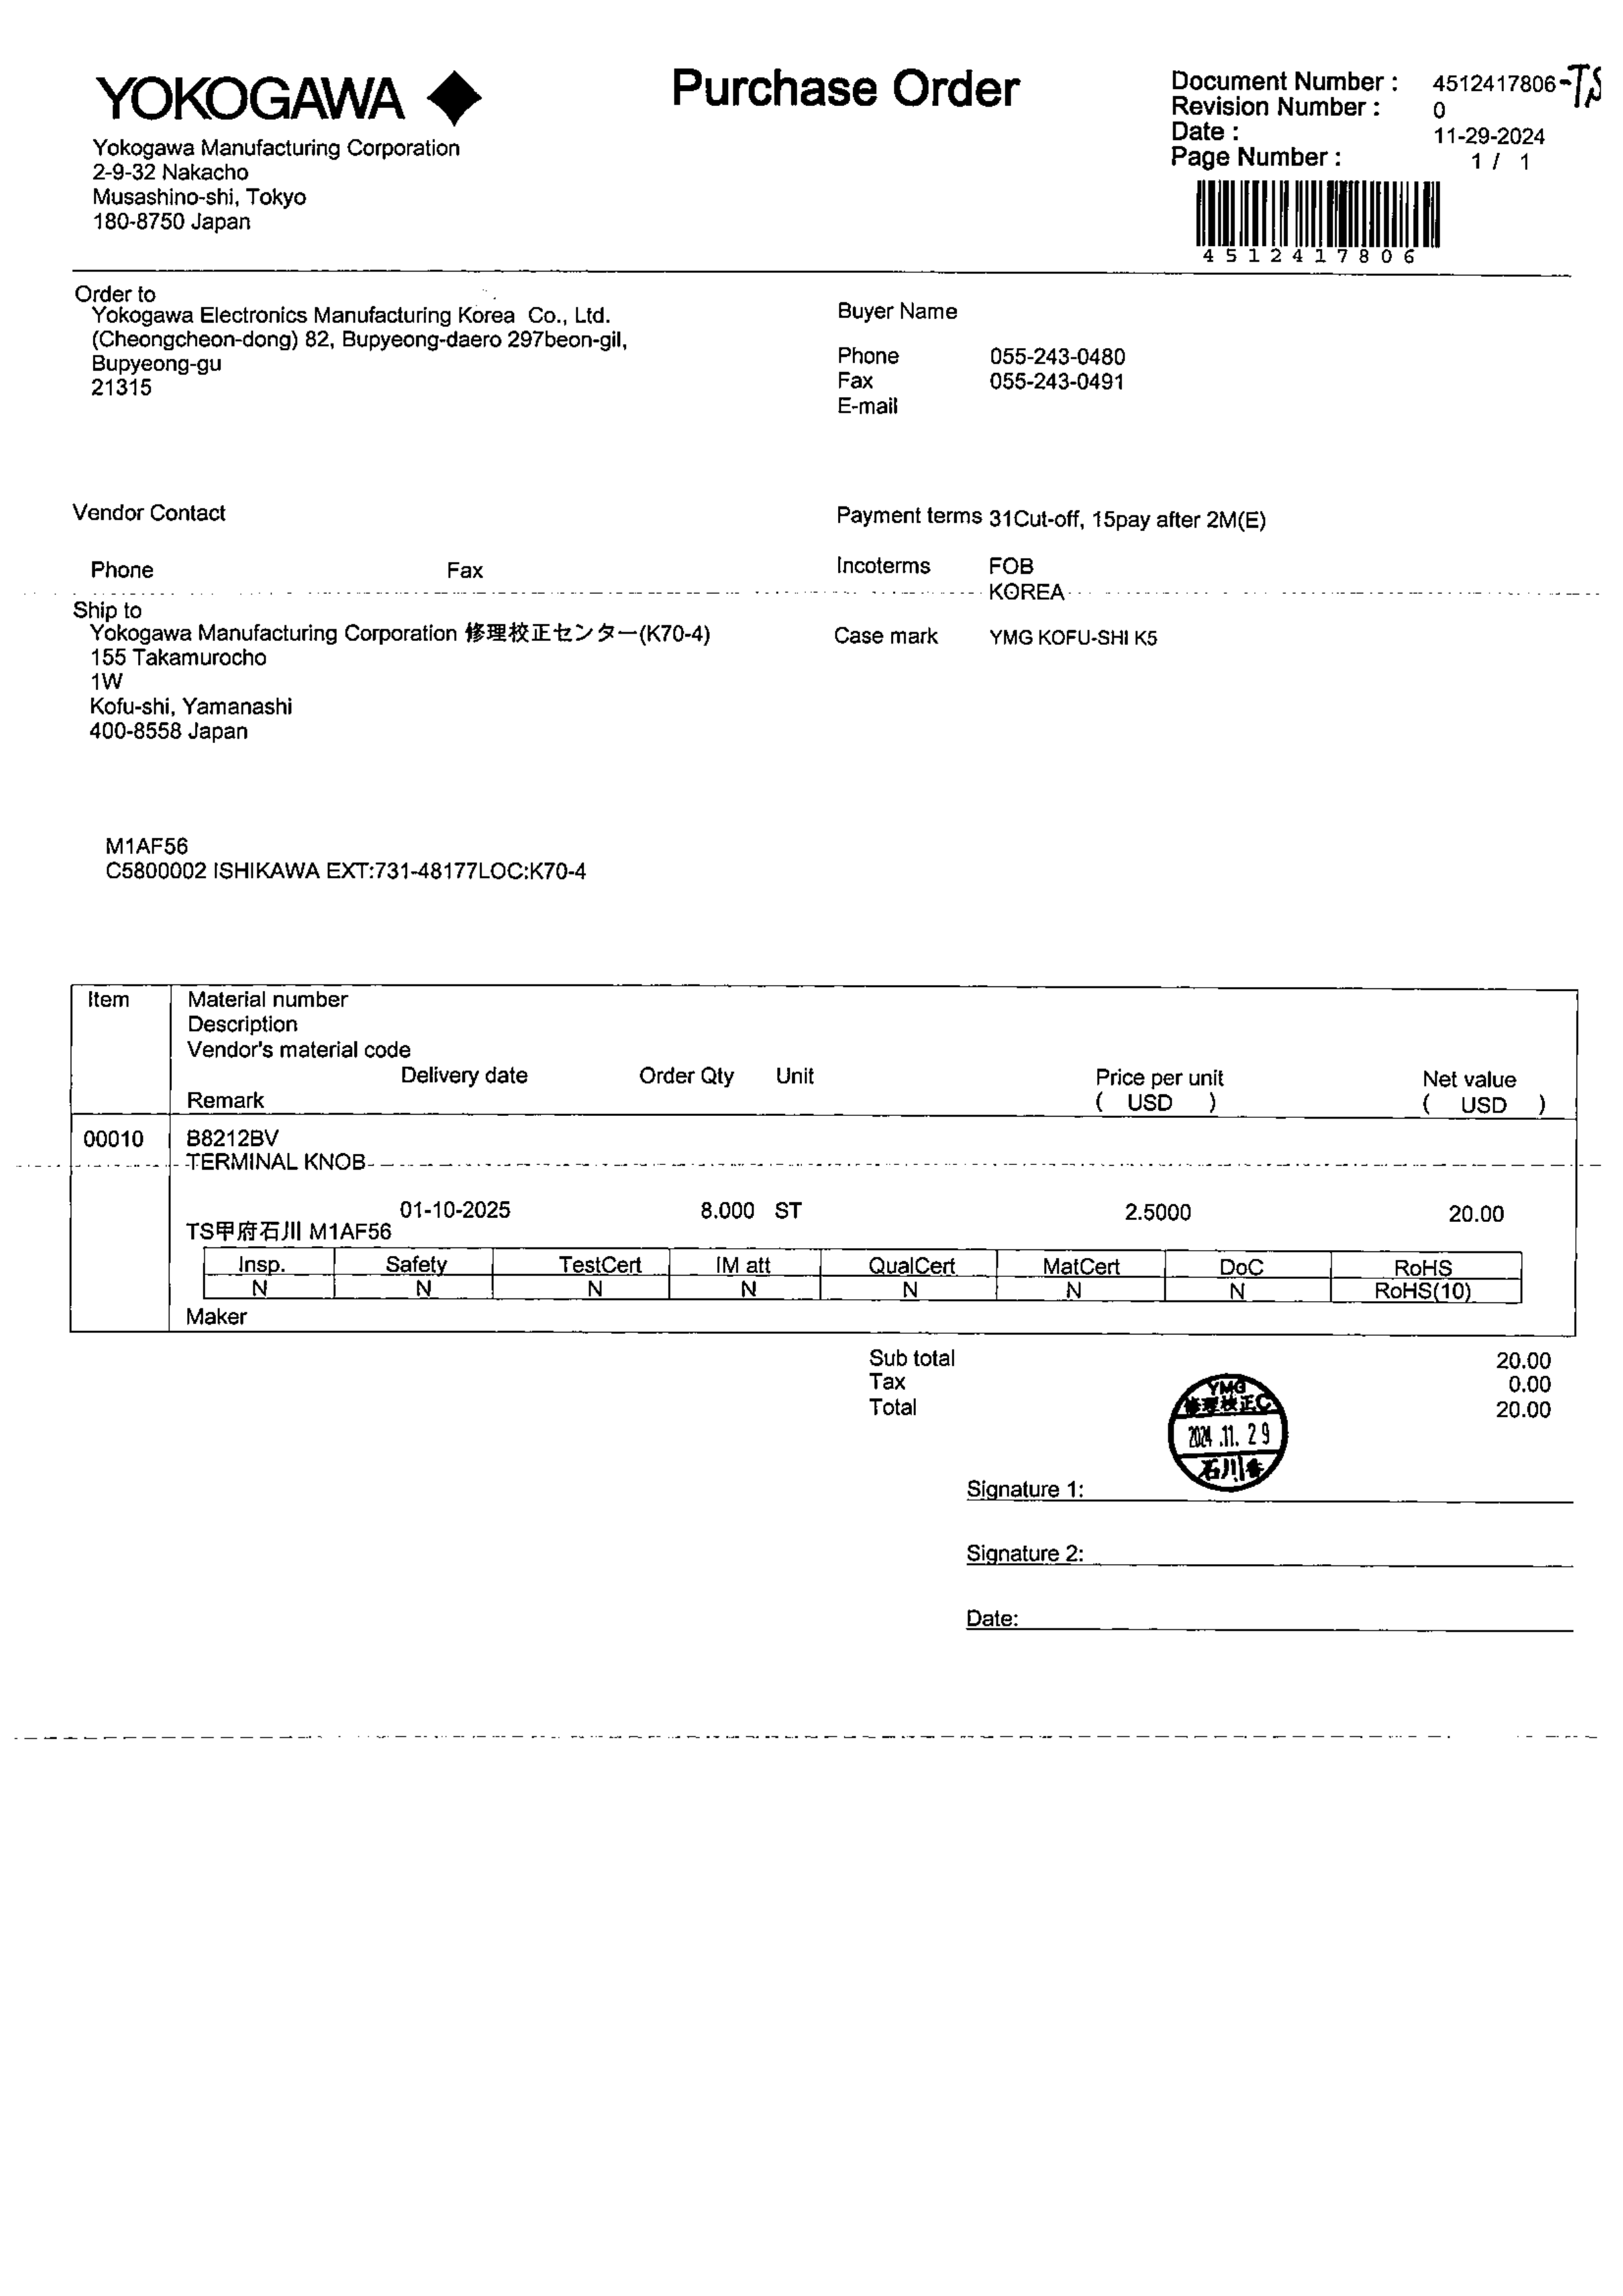 YOKOGAWA
Yokogawa Manufacturing Corporation
2-9-32 Nakacho
Musashino-shi, Tokyo
180-8750 Japan
Purchase Order
Document Number : 4512417806-TS
Revision Number : 0
Date : 11-29-2024
Page Number : 1 / 1
4512417806
Order to
Yokogawa Electronics Manufacturing Korea Co., Ltd.
(Cheongcheon-dong) 82, Bupyeong-daero 297beon-gil,
Bupyeong-gu
21315
Buyer Name
Phone 055-243-0480
Fax 055-243-0491
E-mail
Vendor Contact
Phone Fax
Payment terms 31Cut-off, 15pay after 2M(E)
Incoterms FOB
KOREA
Ship to
Yokogawa Manufacturing Corporation 修理校正センター(K70-4)
155 Takamurocho
1W
Kofu-shi, Yamanashi
400-8558 Japan
Case mark YMG KOFU-SHI K5
M1AF56
C5800002 ISHIKAWA EXT:731-48177LOC:K70-4
Item Material number
Description
Vendor's material code
Delivery date Order Qty Unit Price per unit Net value
Remark ( USD ) ( USD )
00010 B8212BV
TERMINAL KNOB
01-10-2025 8.000 ST 2.5000 20.00
TS甲府石川 M1AF56
Insp. Safety TestCert IM att QualCert MatCert DoC RoHS
N N N N N N N RoHS(10)
Maker
Sub total 20.00
Tax 0.00
Total 20.00
YMG
修理校正C
2024.11.29
石川
Signature 1:
Signature 2:
Date: